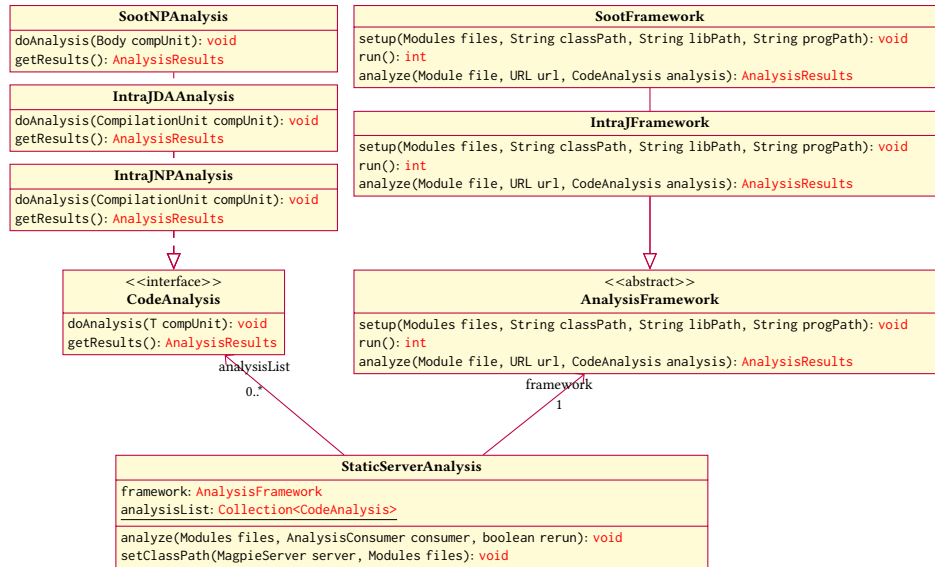 SootNPAnalysis
doAnalysis(Body compUnit): void
getResults(): AnalysisResults
IntraJDAAnalysis
doAnalysis(CompilationUnit compUnit): void
getResults(): AnalysisResults
IntraJNPAnalysis
doAnalysis(CompilationUnit compUnit): void
getResults(): AnalysisResults
<<interface>>
CodeAnalysis
doAnalysis(T compUnit): void
getResults(): AnalysisResults
SootFramework
setup(Modules files, String classPath, String libPath, String progPath): void
run(): int
analyze(Module file, URL url, CodeAnalysis analysis): AnalysisResults
IntraJFramework
setup(Modules files, String classPath, String libPath, String progPath): void
run(): int
analyze(Module file, URL url, CodeAnalysis analysis): AnalysisResults
<<abstract>>
AnalysisFramework
setup(Modules files, String classPath, String libPath, String progPath): void
run(): int
analyze(Module file, URL url, CodeAnalysis analysis): AnalysisResults
analysisList
0..*
framework
1
StaticServerAnalysis
framework: AnalysisFramework
analysisList: Collection<CodeAnalysis>
analyze(Modules files, AnalysisConsumer consumer, boolean rerun): void
setClassPath(MagpieServer server, Modules files): void